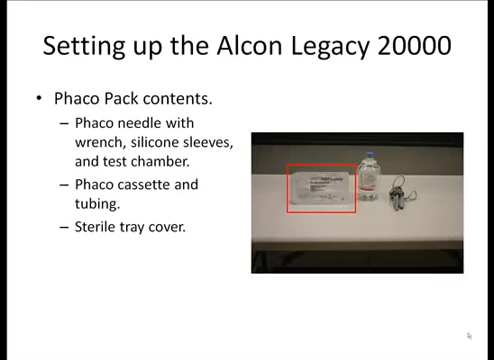 Setting up the Alcon Legacy 20000
• Phaco Pack contents.
– Phaco needle with
wrench, silicone sleeves,
and test chamber.
– Phaco cassette and
tubing.
– Sterile tray cover.